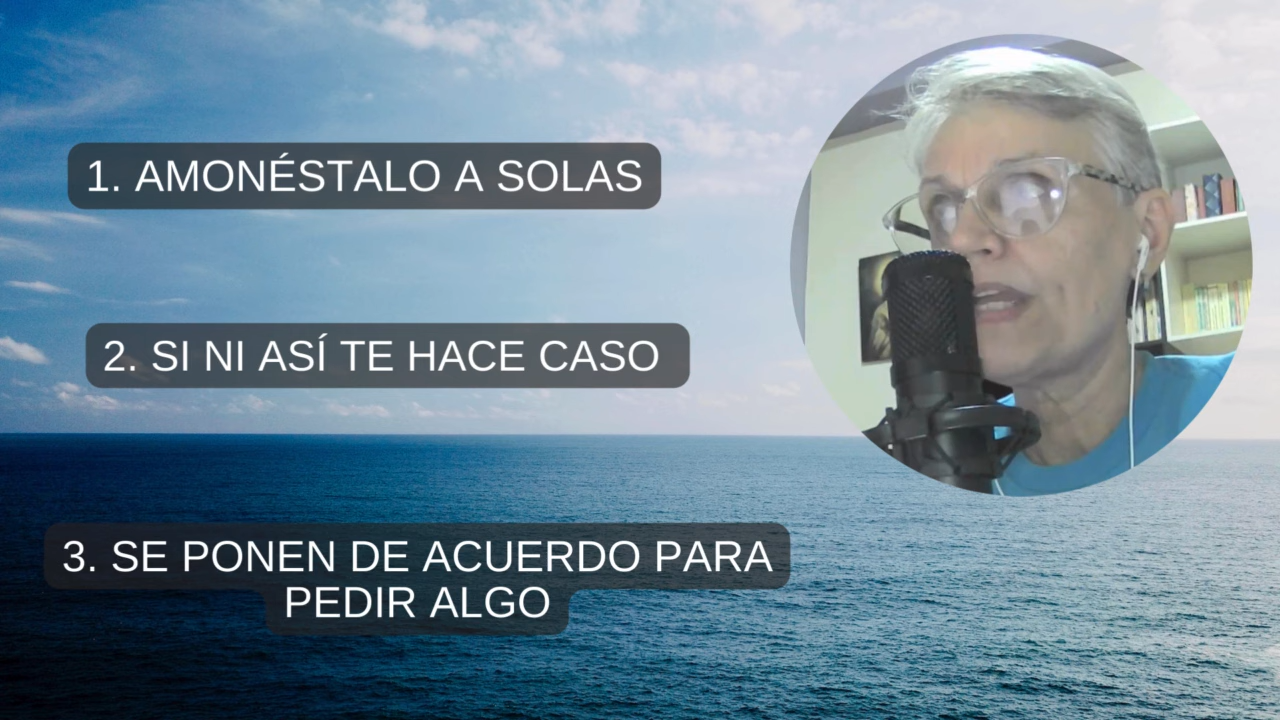 1. AMONÉSTALO A SOLAS
2. SI NI ASÍ TE HACE CASO
3. SE PONEN DE ACUERDO PARA
PEDIR ALGO